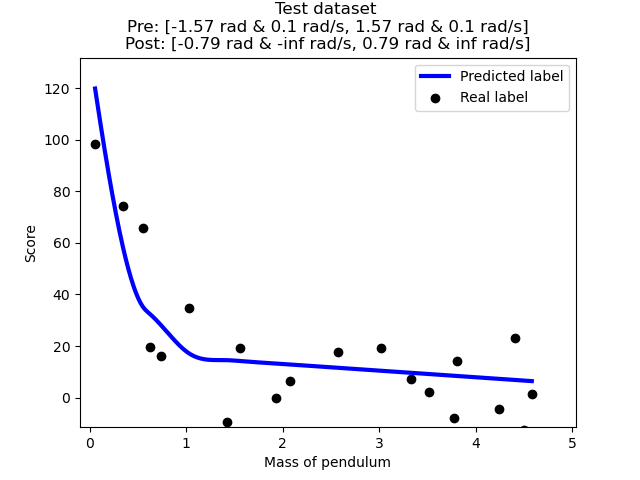 Test dataset
Pre: [-1.57 rad & 0.1 rad/s, 1.57 rad & 0.1 rad/s]
Post: [-0.79 rad & -inf rad/s, 0.79 rad & inf rad/s]
Predicted label
Real label
120
100
80
60
40
20
0
Score
0 1 2 3 4 5
Mass of pendulum